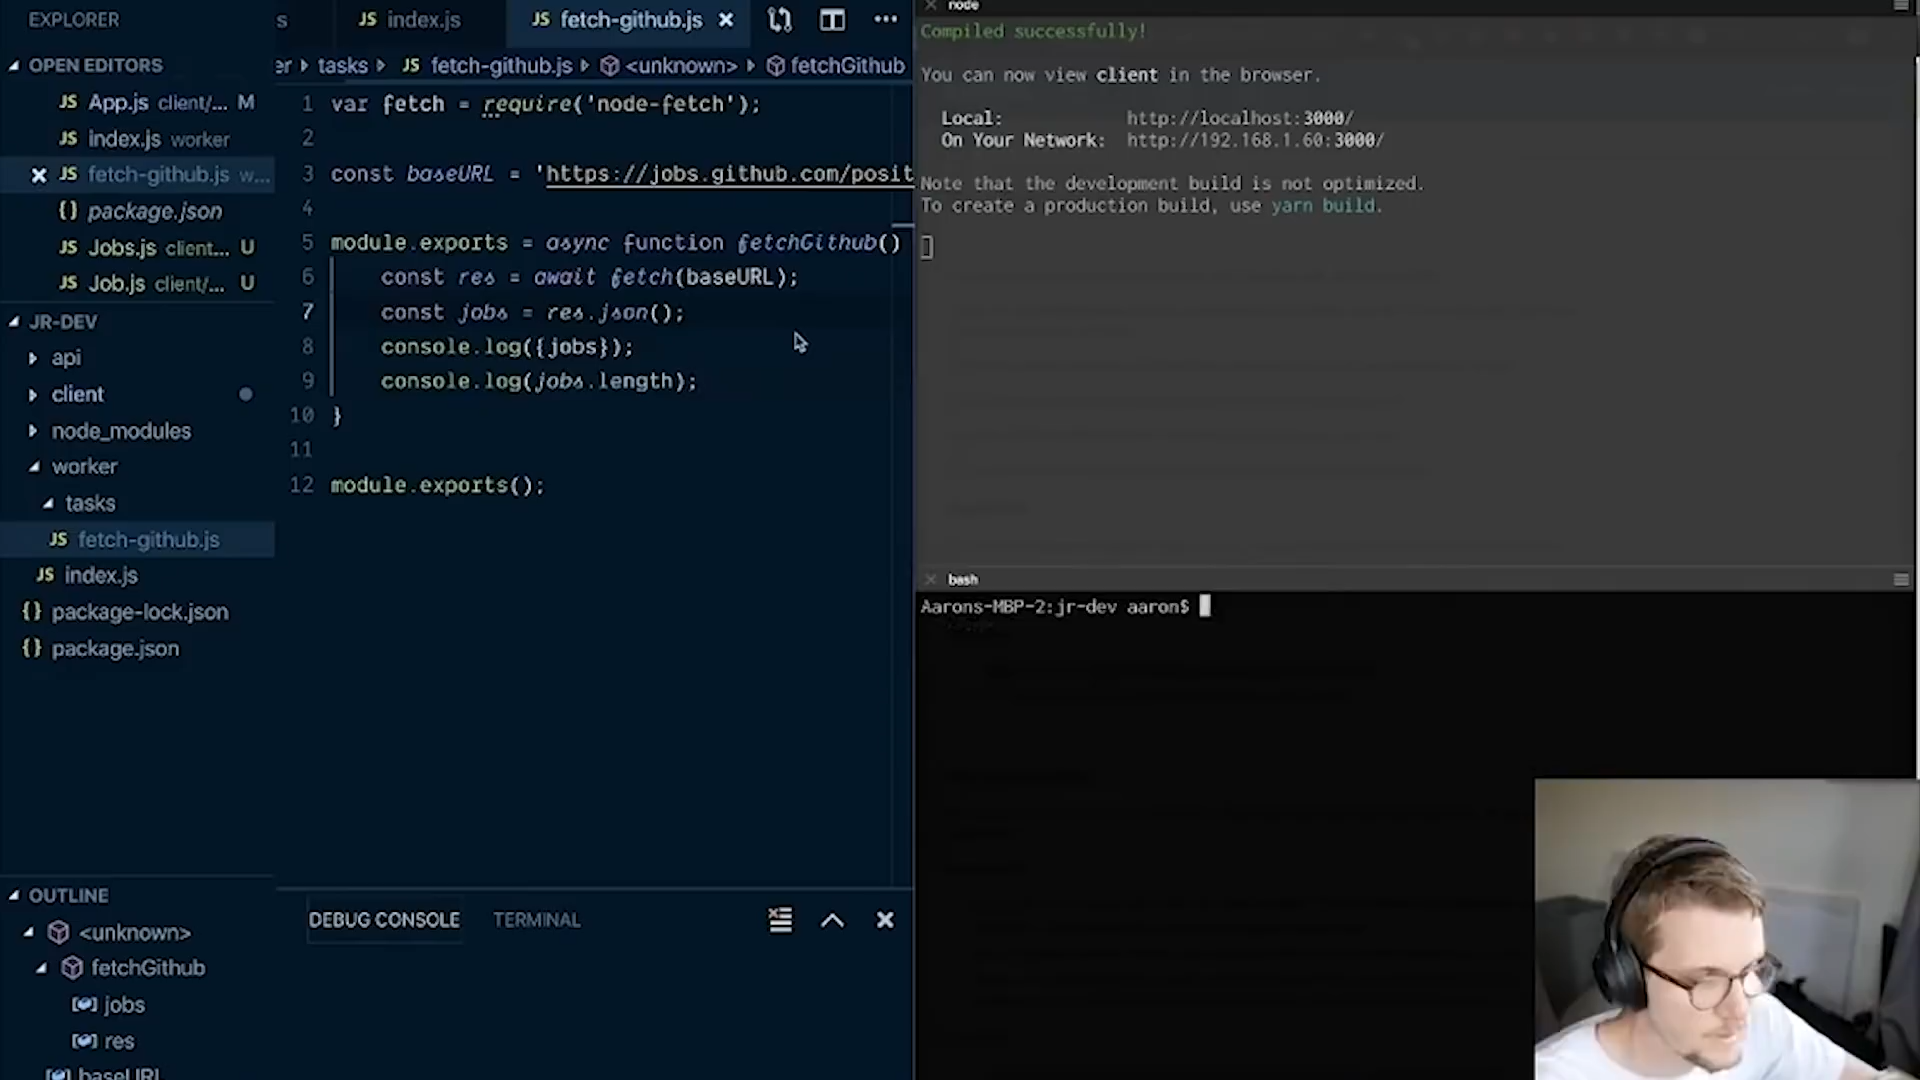 EXPLORER
OPEN EDITORS
JS App.js client/... M
JS index.js worker
JS fetch-github.js w...
{} package.json
JS Jobs.js client... U
JS Job.js client/... U
JR-DEV
api
client
node_modules
worker
tasks
JS fetch-github.js
JS index.js
{} package-lock.json
{} package.json
OUTLINE
<unknown>
fetchGithub
jobs
res
baseURL
s JS index.js JS fetch-github.js
er tasks JS fetch-github.js <unknown> fetchGithub
1 var fetch = require('node-fetch');
2
3 const baseURL = 'https://jobs.github.com/posit
4
5 module.exports = async function fetchGithub()
6 const res = await fetch(baseURL);
7 const jobs = res.json();
8 console.log({jobs});
9 console.log(jobs.length);
10 }
11
12 module.exports();
DEBUG CONSOLE TERMINAL
node
Compiled successfully!
You can now view client in the browser.
Local: http://localhost:3000/
On Your Network: http://192.168.1.60:3000/
Note that the development build is not optimized.
To create a production build, use yarn build.
bash
Aarons-MBP-2:jr-dev aaron$